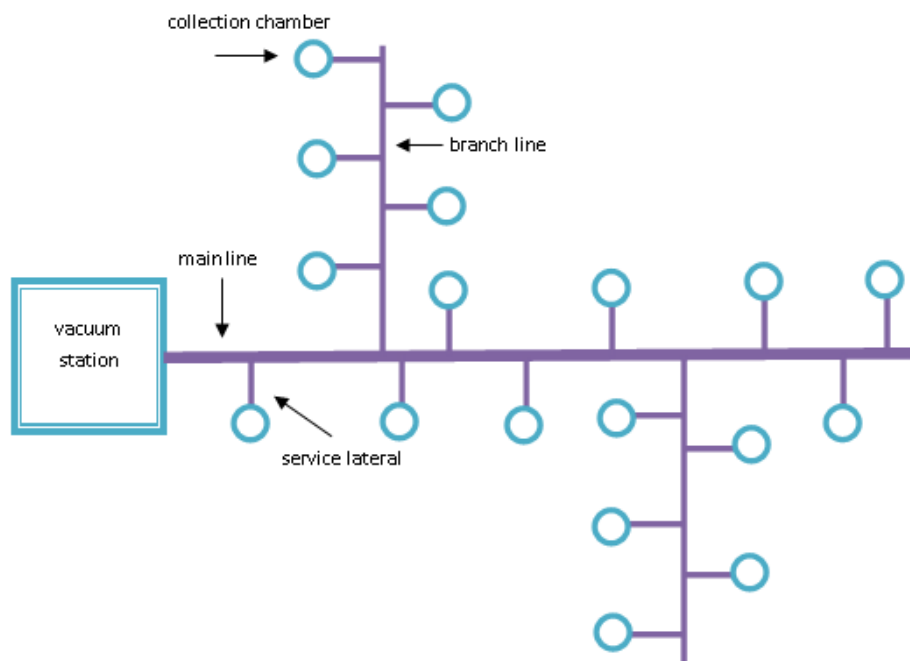 collection chamber
branch line
main line
vacuum
station
service lateral